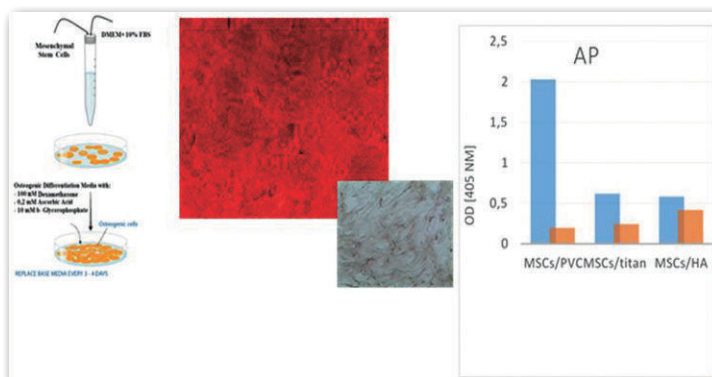 DMEM+10% FBS
Mesenchymal
Stem Cells
Osteogenic Differentiation Media with:
- 100 nM Dexamethasone
- 0.2 mM Ascorbic Acid
- 10 mM b- Glycerophosphate
Osteogenic cells
REPLACE BASE MEDIA EVERY 3 - 4 DAYS
AP
2,5
2
1,5
1
0,5
0
OD [405 NM]
MSCs/PVC
MSCs/titan
MSCs/HA